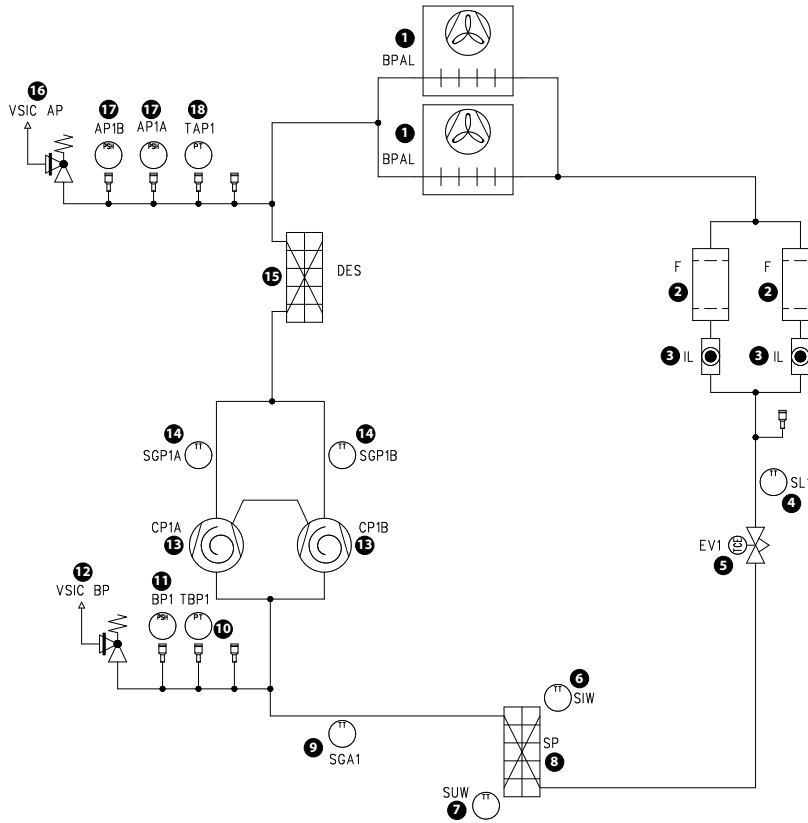 1
BPAL
16
VSIC AP
17
AP1B
PSH
17
AP1A
PSH
18
TAP1
PT
1
BPAL
15
DES
F
2
F
2
3 IL
3 IL
14
TT
SGP1A
14
TT
SGP1B
TT
SL1
4
CP1A
13
CP1B
13
EV1 TCE
5
12
VSIC BP
11
BP1
PSH
TBP1
PT
10
TT
6
SIW
TT
9
SGA1
SP
8
SUW
7
TT